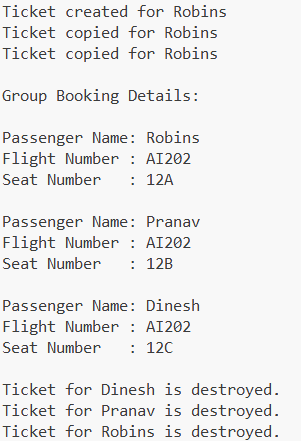 Ticket created for Robins
Ticket copied for Robins
Ticket copied for Robins
Group Booking Details:
Passenger Name: Robins
Flight Number : AI202
Seat Number   : 12A
Passenger Name: Pranav
Flight Number : AI202
Seat Number   : 12B
Passenger Name: Dinesh
Flight Number : AI202
Seat Number   : 12C
Ticket for Dinesh is destroyed.
Ticket for Pranav is destroyed.
Ticket for Robins is destroyed.